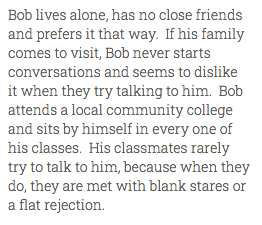 Bob lives alone, has no close friends
and prefers it that way.  If his family
comes to visit, Bob never starts
conversations and seems to dislike
it when they try talking to him.  Bob
attends a local community college
and sits by himself in every one of
his classes.  His classmates rarely
try to talk to him, because when they
do, they are met with blank stares or
a flat rejection.